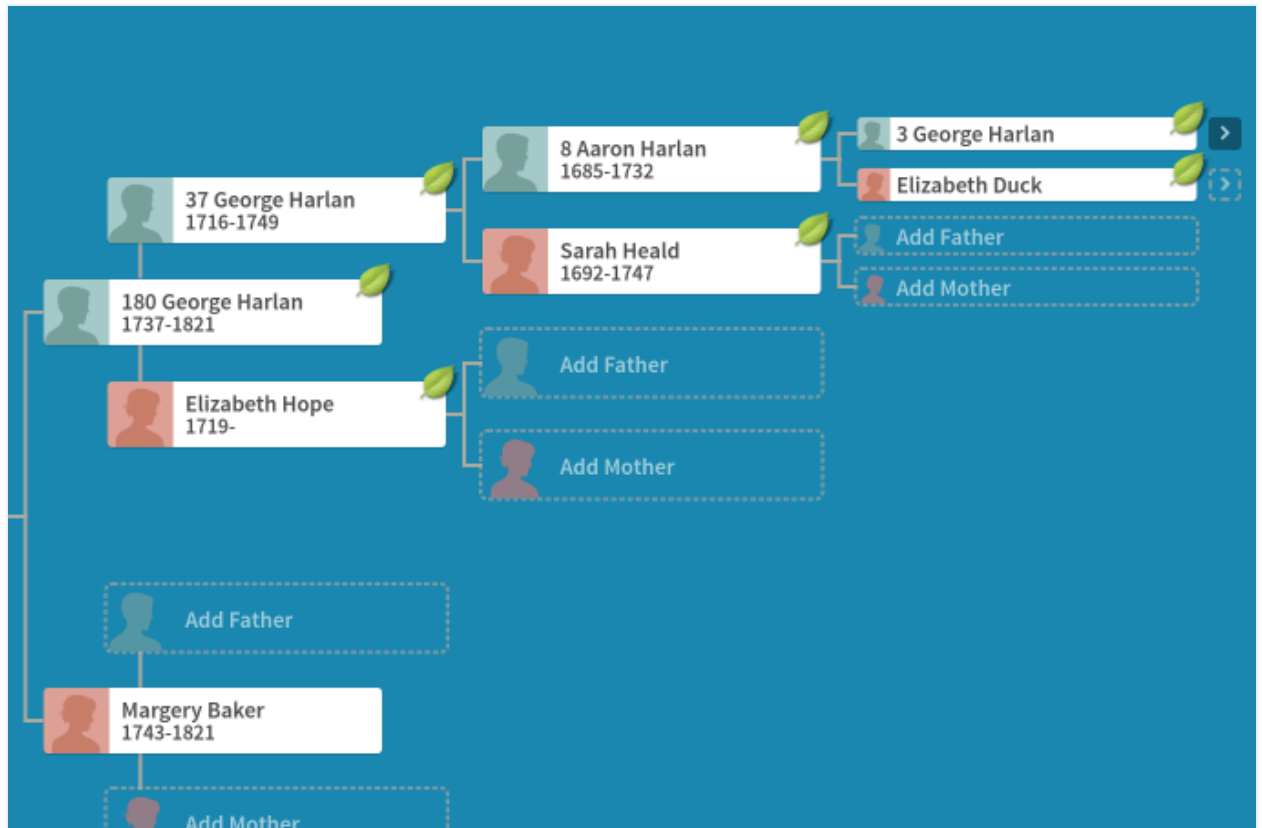 3 George Harlan
8 Aaron Harlan
1685-1732
Elizabeth Duck
37 George Harlan
1716-1749
Add Father
Sarah Heald
1692-1747
Add Mother
180 George Harlan
1737-1821
Add Father
Elizabeth Hope
1719-
Add Mother
Add Father
Margery Baker
1743-1821
Add Mother